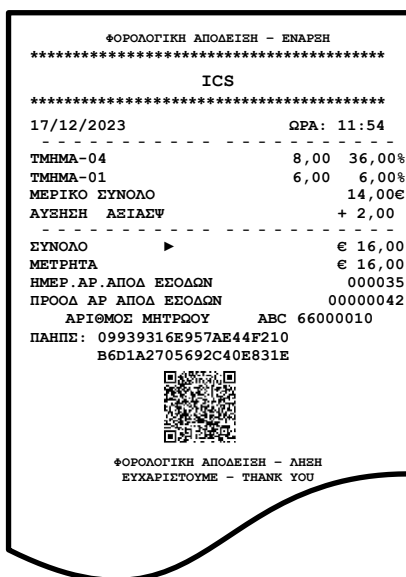 ΦΟΡΟΛΟΓΙΚΗ ΑΠΟΔΕΙΞΗ – ΕΝΑΡΞΗ
******************************************
ICS
******************************************
17/12/2023 ΩΡΑ: 11:54
- - - - - - - - - - - - - - - - - - - - -
ΤΜΗΜΑ-04 8,00 36,00%
ΤΜΗΜΑ-01 6,00 6,00%
ΜΕΡΙΚΟ ΣΥΝΟΛΟ 14,00€
ΑΥΞΗΣΗ ΑΞΙΑΣΨ + 2,00
- - - - - - - - - - - - - - - - - - - - -
ΣΥΝΟΛΟ ► € 16,00
ΜΕΤΡΗΤΑ € 16,00
ΗΜΕΡ.ΑΡ.ΑΠΟΔ ΕΣΟΔΩΝ 000035
ΠΡΟΟΔ ΑΡ ΑΠΟΔ ΕΣΟΔΩΝ 00000042
ΑΡΙΘΜΟΣ ΜΗΤΡΩΟΥ ABC 66000010
ΠΑΗΠΣ: 09939316E957AE44F210
B6D1A2705692C40E831E
ΦΟΡΟΛΟΓΙΚΗ ΑΠΟΔΕΙΞΗ – ΛΗΞΗ
ΕΥΧΑΡΙΣΤΟΥΜΕ – THANK YOU